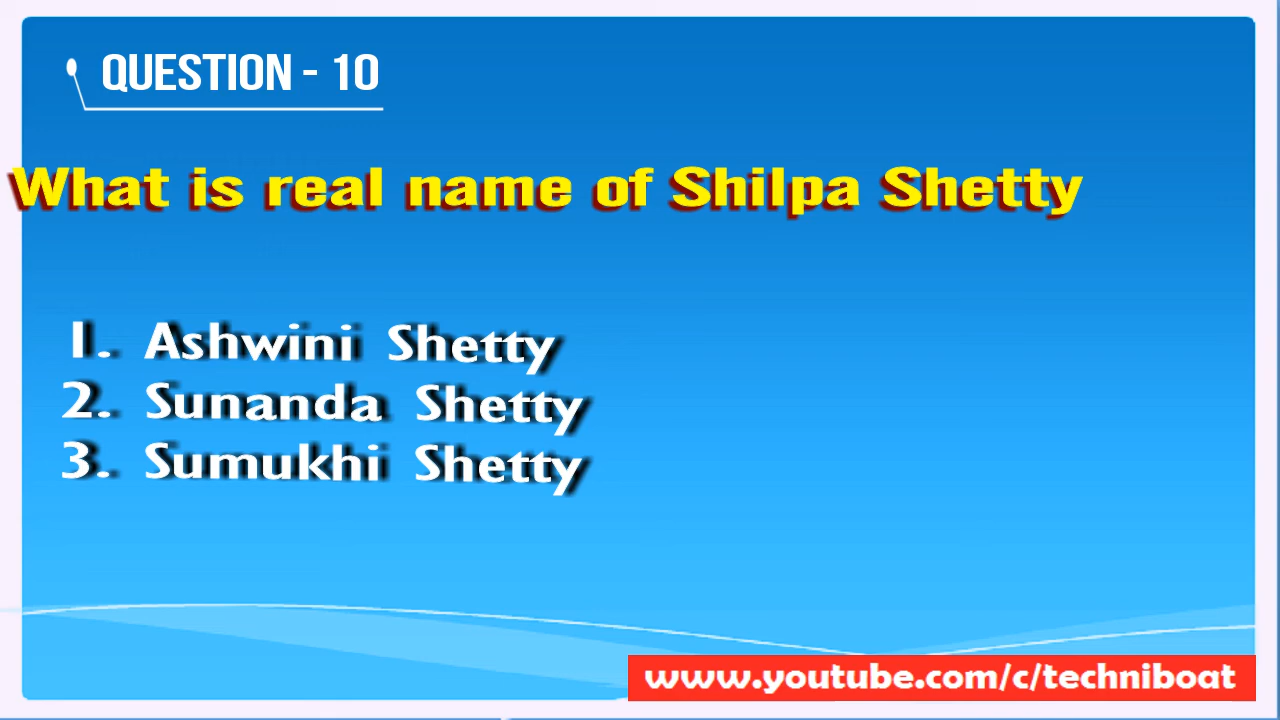 QUESTION - 10
What is real name of Shilpa Shetty
1. Ashwini Shetty
2. Sunanda Shetty
3. Sumukhi Shetty
www.youtube.com/c/techniboat